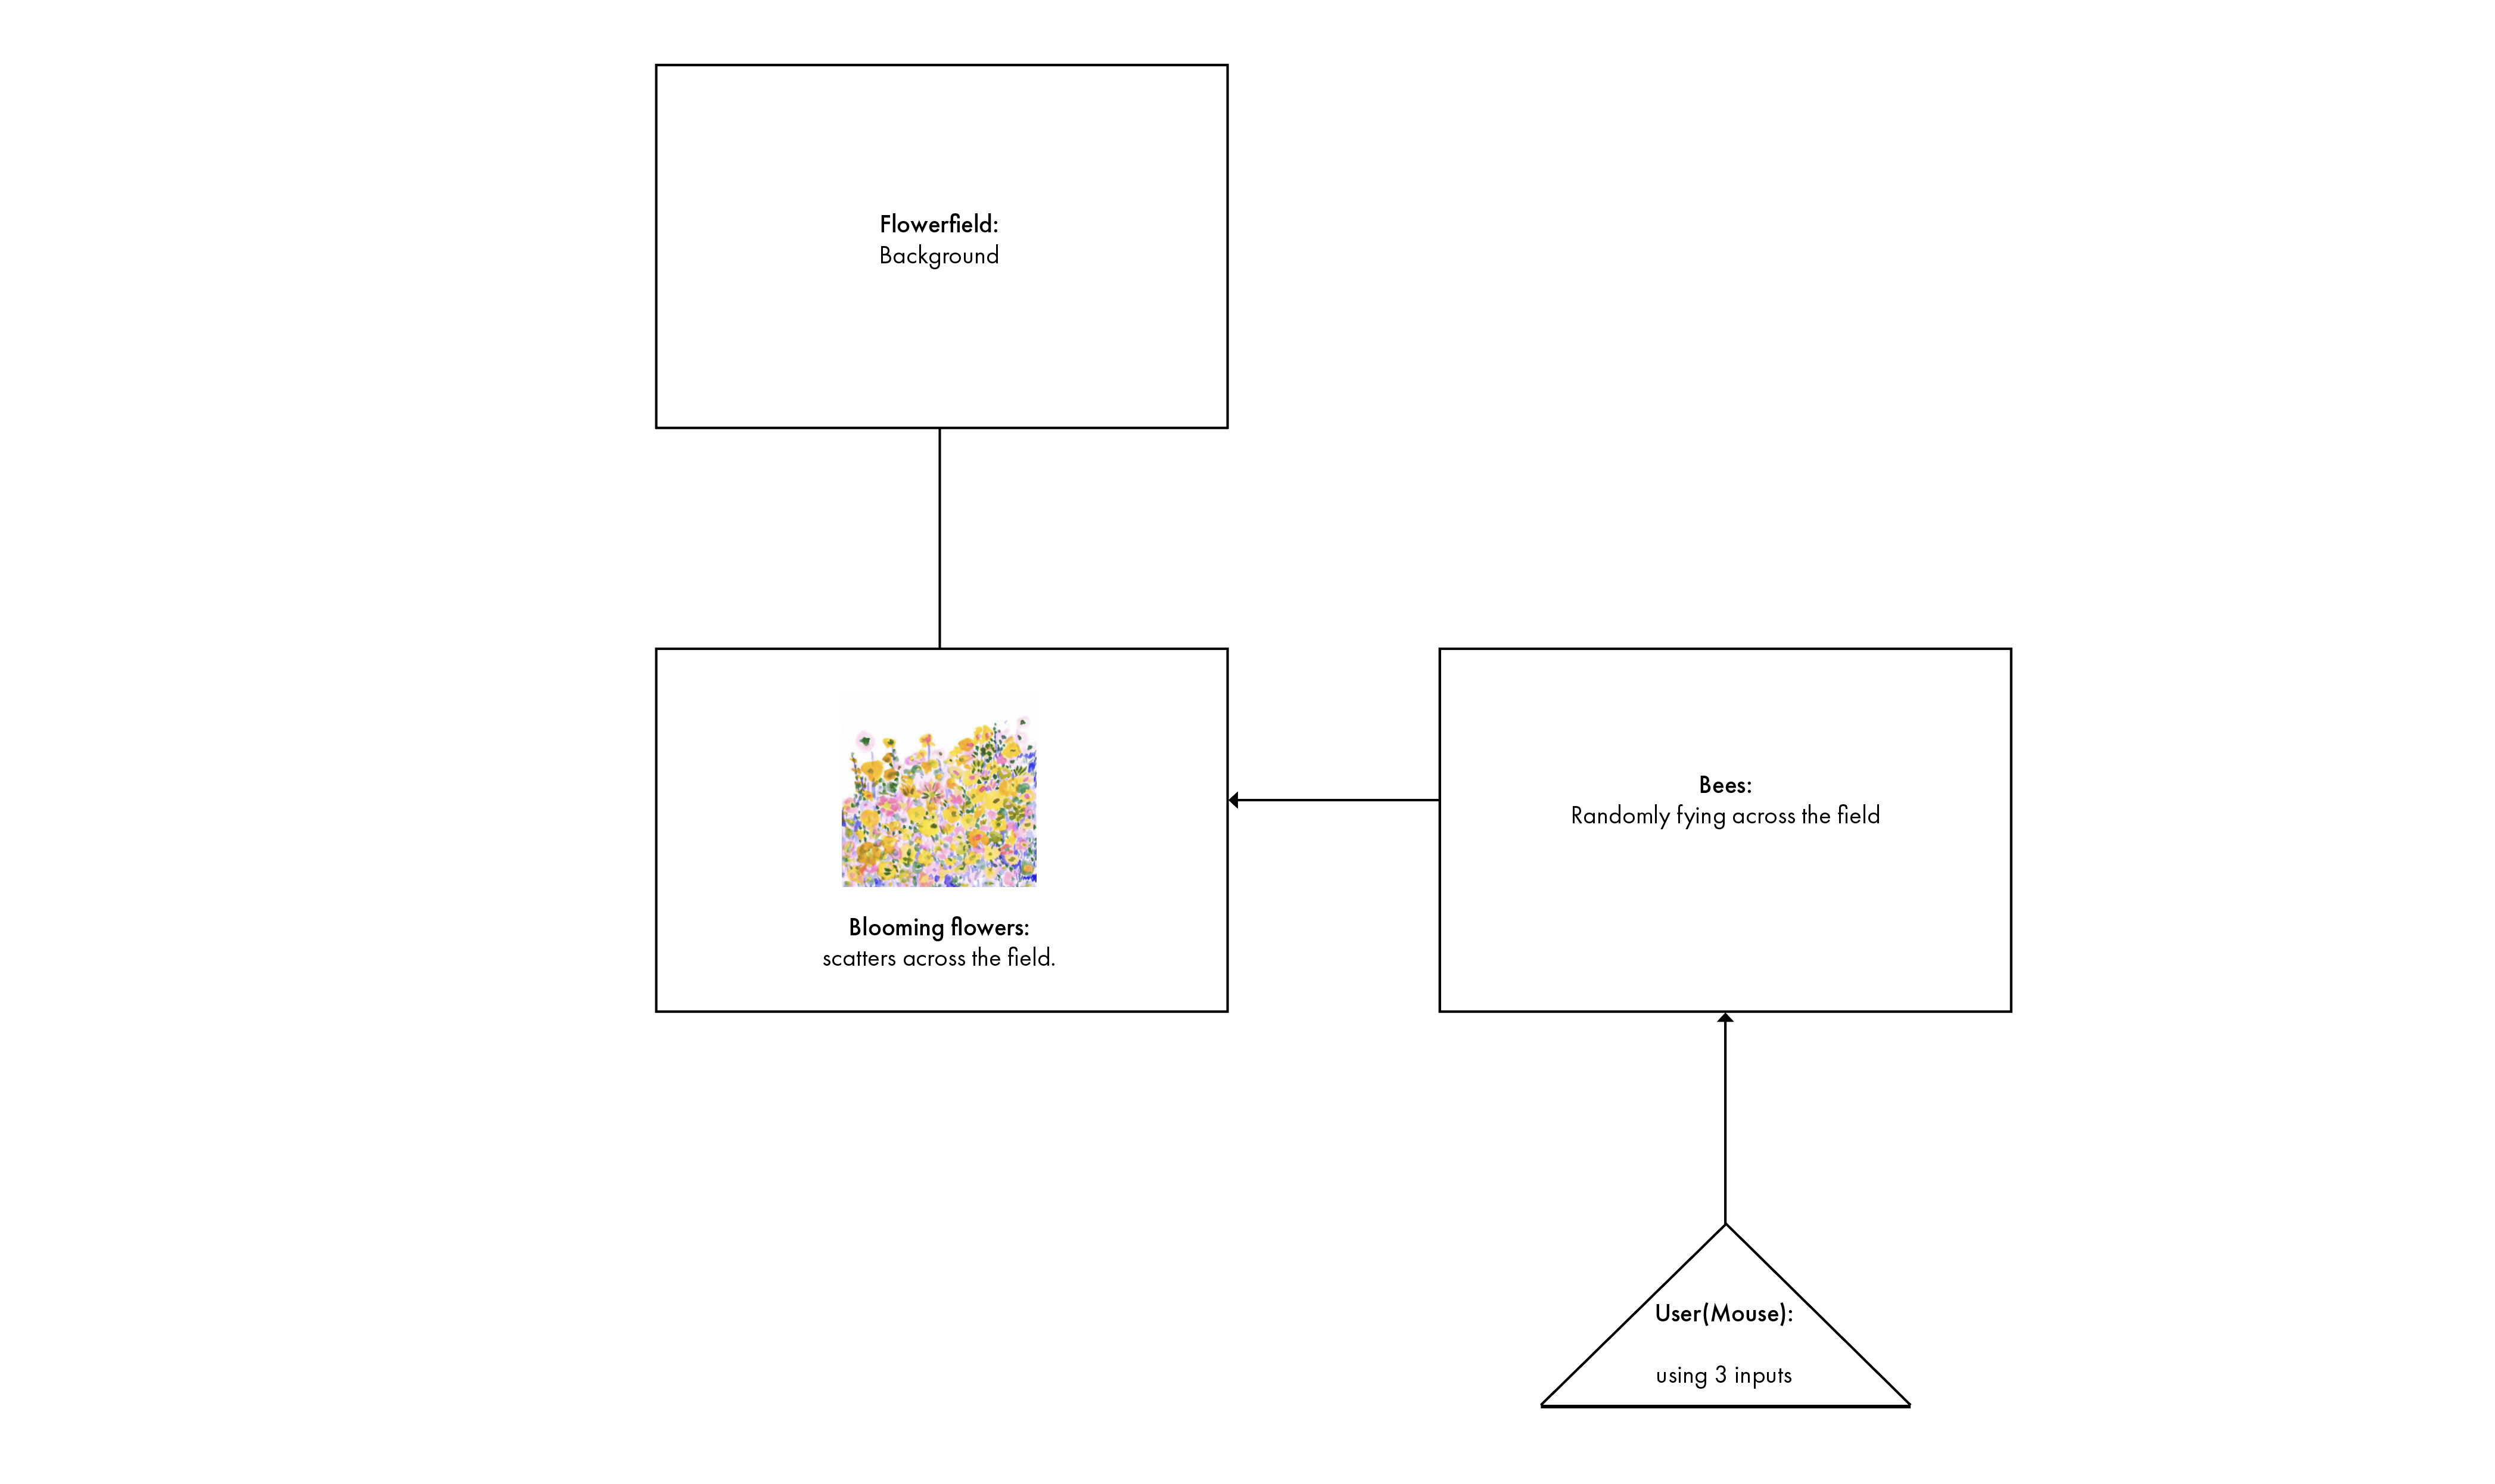 Flowerfield:
Background
Blooming flowers:
scatters across the field.
Bees:
Randomly fying across the field
User(Mouse):
using 3 inputs